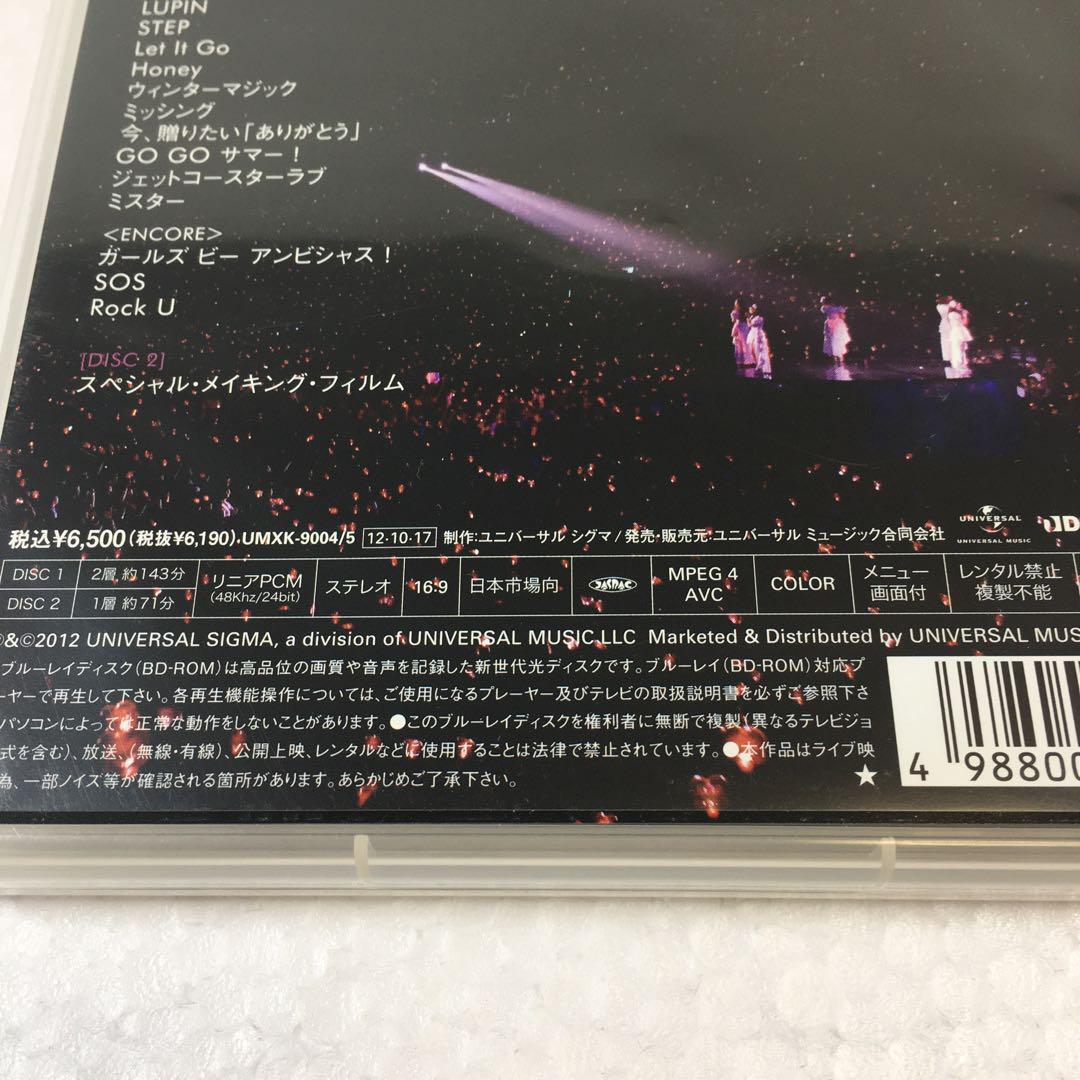 LUPIN
STEP
Let It Go
Honey
ウィンターマジック
ミッシング
今、贈りたい「ありがとう」
GO GO サマー！
ジェットコースターラブ
ミスター
<ENCORE>
ガールズ ビー アンビシャス！
SOS
Rock U
[DISC 2]
スペシャル・メイキング・フィルム
税込¥6,500(税抜¥6,190).UMXK-9004/5 12・10・17 制作:ユニバーサル シグマ/発売・販売元:ユニバーサル ミュージック合同会社
UNIVERSAL
UNIVERSAL MUSIC
DISC 1 2層 約143分
DISC 2 1層 約71分
リニアPCM
(48Khz/24bit)
ステレオ
16:9
日本市場向
JASRAC
MPEG 4
AVC
COLOR
メニュー
画面付
レンタル禁止
複製不能
&©2012 UNIVERSAL SIGMA, a division of UNIVERSAL MUSIC LLC Marketed & Distributed by UNIVERSAL MUS
ブルーレイディスク(BD-ROM)は高品位の画質や音声を記録した新世代光ディスクです。ブルーレイ(BD-ROM)対応プ
ーヤーで再生して下さい。各再生機能操作については、ご使用になるプレーヤー及びテレビの取扱説明書を必ずご参照下さ
パソコンによっては正常な動作をしないことがあります。●このブルーレイディスクを権利者に無断で複製(異なるテレビジョ
式を含む)、放送、(無線・有線)、公開上映、レンタルなどに使用することは法律で禁止されています。●本作品はライブ映
為、一部ノイズ等が確認される箇所があります。あらかじめご了承下さい。
★
4 98800